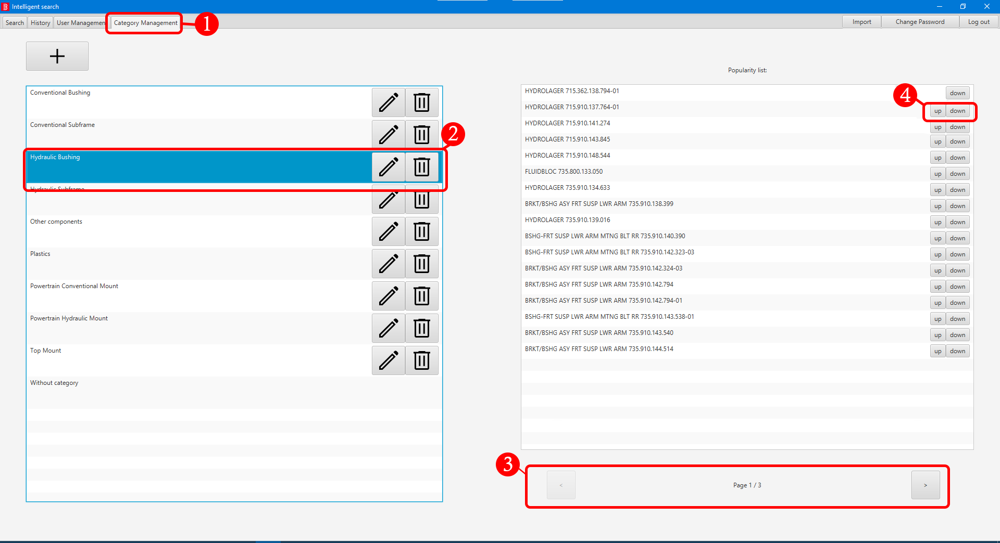 Intelligent search
Search
History
User Managemen
Category Management
1
Import
Change Password
Log out
+
Popularity list:
Conventional Bushing
Conventional Subframe
2
Hydraulic Bushing
Hydraulic Subframe
Other components
Plastics
Powertrain Conventional Mount
Powertrain Hydraulic Mount
Top Mount
Without category
HYDROLAGER 715.362.138.794-01 down
4
HYDROLAGER 715.910.137.764-01 up down
HYDROLAGER 715.910.141.274 up down
HYDROLAGER 715.910.143.845 up down
HYDROLAGER 715.910.148.544 up down
FLUIDBLOC 735.800.133.050 up down
HYDROLAGER 735.910.134.633 up down
BRKT/BSHG ASY FRT SUSP LWR ARM 735.910.138.399 up down
HYDROLAGER 735.910.139.016 up down
BSHG-FRT SUSP LWR ARM MTNG BLT RR 735.910.140.390 up down
BSHG-FRT SUSP LWR ARM MTNG BLT RR 735.910.142.323-03 up down
BRKT/BSHG ASY FRT SUSP LWR ARM 735.910.142.324-03 up down
BRKT/BSHG ASY FRT SUSP LWR ARM 735.910.142.794 up down
BRKT/BSHG ASY FRT SUSP LWR ARM 735.910.142.794-01 up down
BSHG-FRT SUSP LWR ARM MTNG BLT RR 735.910.143.538-01 up down
BRKT/BSHG ASY FRT SUSP LWR ARM 735.910.143.540 up down
BRKT/BSHG ASY FRT SUSP LWR ARM 735.910.144.514 up down
3
< Page 1 / 3 >